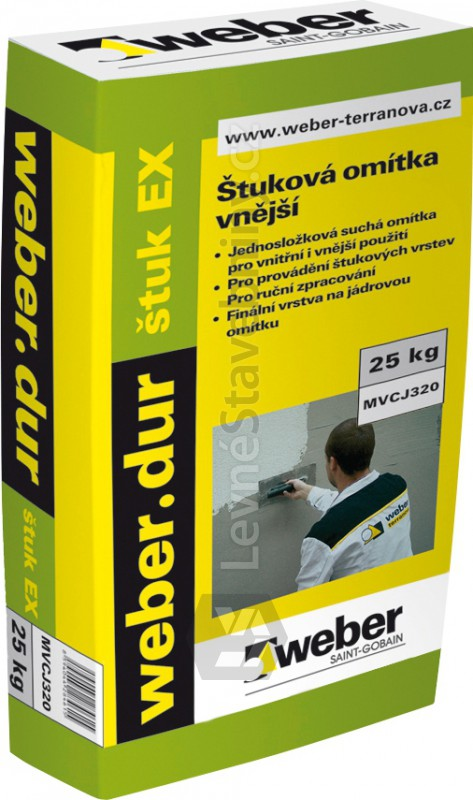 weber
SAINT-GOBAIN
www.weber-terranova.cz
Štuková omítka
vnější
• Jednosložková suchá omítka
pro vnitřní i vnější použití
• Pro provádění štukových vrstev
• Pro ruční zpracování
• Finální vrstva na jádrovou
omítku
25 kg
MVCJ320
weber
terranova
weber
SAINT-GOBAIN
weber.dur
štuk EX
weber.dur
štuk EX
25 kg
MVCJ320
LevnéStavebniny.cz